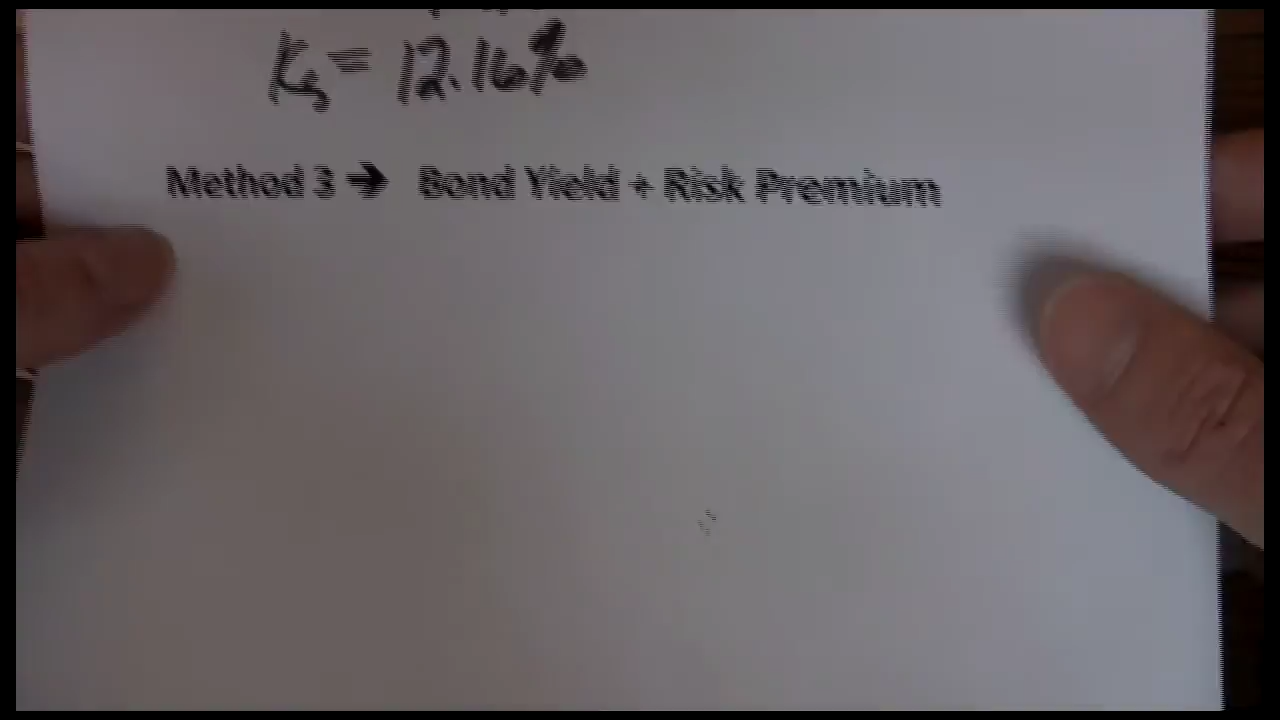 ks = 12.16%
Method 3 → Bond Yield + Risk Premium